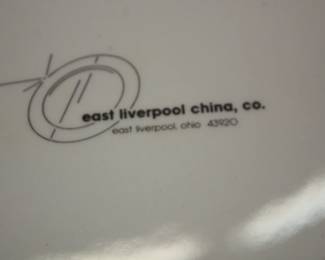 east liverpool china, co.
east liverpool, ohio 43920